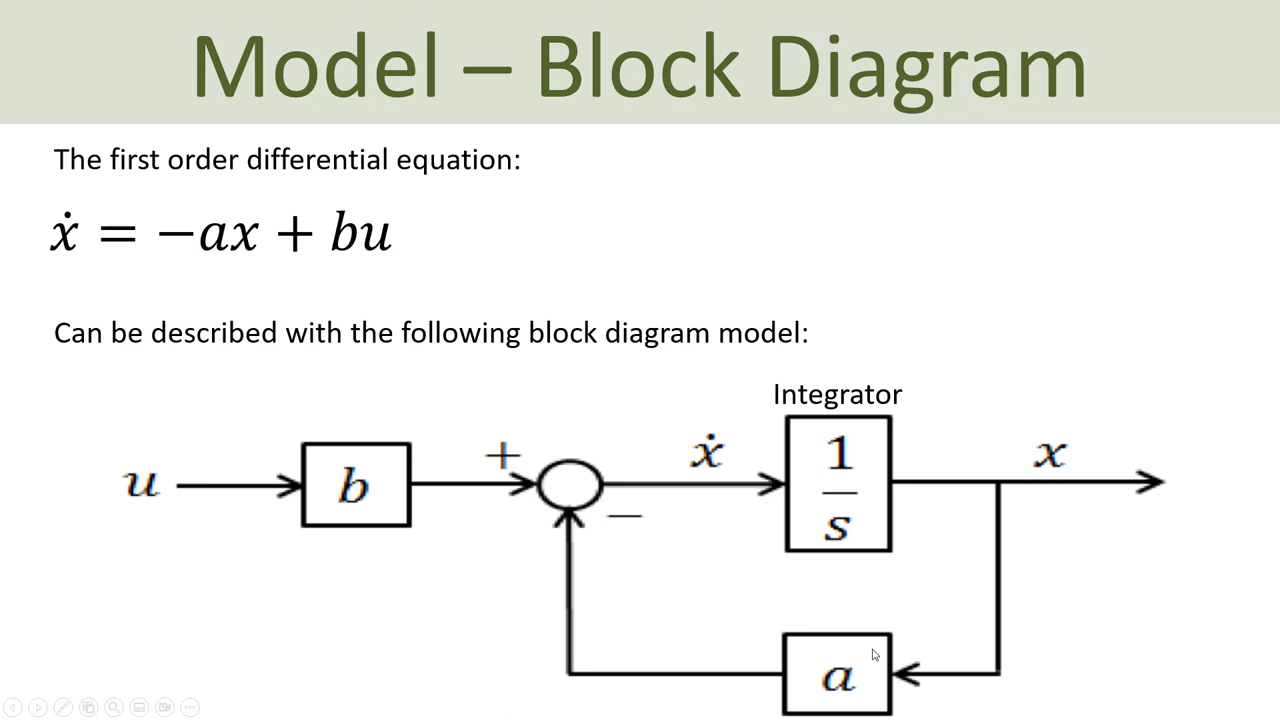 Model – Block Diagram
The first order differential equation:
ẋ = −ax + bu
Can be described with the following block diagram model:
Integrator
u
b
+
−
ẋ
1
s
x
a